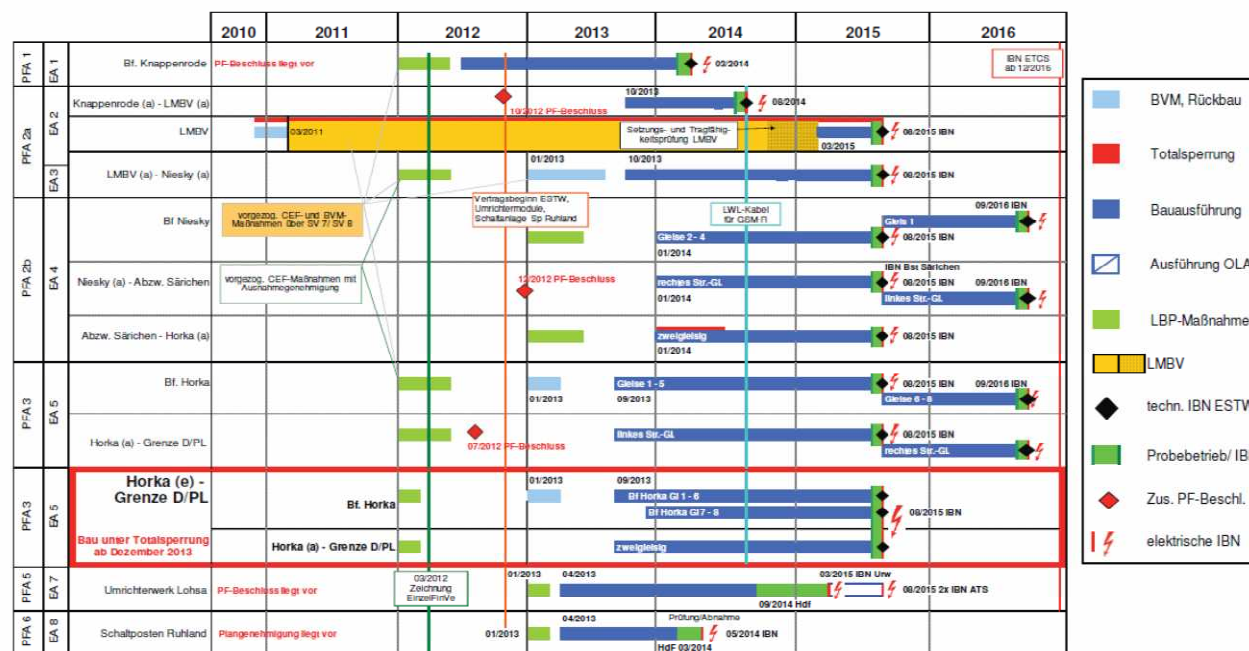 2010 2011 2012 2013 2014 2015 2016
PFA 1
EA 1
Bf. Knappenrode
PF-Beschluss liegt vor
03/2014
IBN ETCS
ab 12/2016
PFA 2a
EA 2
Knappenrode (a) - LMBV (a)
10/2012 PF-Beschluss
10/2013
08/2014
LMBV
03/2011
Setzungs- und Tragfähig-
keitsprüfung LMBV
03/2015
08/2015 IBN
EA 3
LMBV (a) - Niesky (a)
01/2013
10/2013
08/2015 IBN
PFA 2b
EA 4
vorgezog. CEF- und BVM-
Maßnahmen über SV 7/ SV 8
Vertragsbeginn ESTW,
Umrichtermodule,
Schaltanlage Sp Ruhland
LWL-Kabel
für GSM-R
Bf Niesky
09/2016 IBN
Gleis 1
Gleise 2 - 4
08/2015 IBN
01/2014
vorgezog. CEF-Maßnahmen mit
Ausnahmegenehmigung
Niesky (a) - Abzw. Särichen
12/2012 PF-Beschluss
IBN Bst Särichen
rechtes Str.-Gl.
08/2015 IBN
09/2016 IBN
01/2014
linkes Str.-Gl.
Abzw. Särichen - Horka (a)
zweigleisig
08/2015 IBN
01/2014
PFA 3
EA 5
Bf. Horka
01/2013
09/2013
Gleise 1 - 5
08/2015 IBN
09/2016 IBN
Gleise 6 - 8
Horka (a) - Grenze D/PL
07/2012 PF-Beschluss
linkes Str.-Gl.
08/2015 IBN
rechtes Str.-Gl.
PFA 3
EA 5
Horka (e) -
Grenze D/PL
Bau unter Totalsperrung
ab Dezember 2013
Bf. Horka
01/2013
09/2013
Bf Horka Gl 1 - 6
Bf Horka Gl 7 - 8
08/2015 IBN
Horka (a) - Grenze D/PL
zweigleisig
PFA 5
EA 7
Umrichterwerk Lohsa
PF-Beschluss liegt vor
03/2012
Zeichnung
EinzelFinVe
01/2013
04/2013
03/2015 IBN Urw
08/2015 2x IBN ATS
09/2014 Hdf
PFA 6
EA 8
Schaltposten Ruhland
Plangenehmigung liegt vor
01/2013
04/2013
Prüfung/Abnahme
05/2014 IBN
HdF 03/2014
BVM, Rückbau
Totalsperrung
Bauausführung
Ausführung OLA
LBP-Maßnahme
LMBV
techn. IBN ESTW
Probebetrieb/ IB
Zus. PF-Beschl.
elektrische IBN